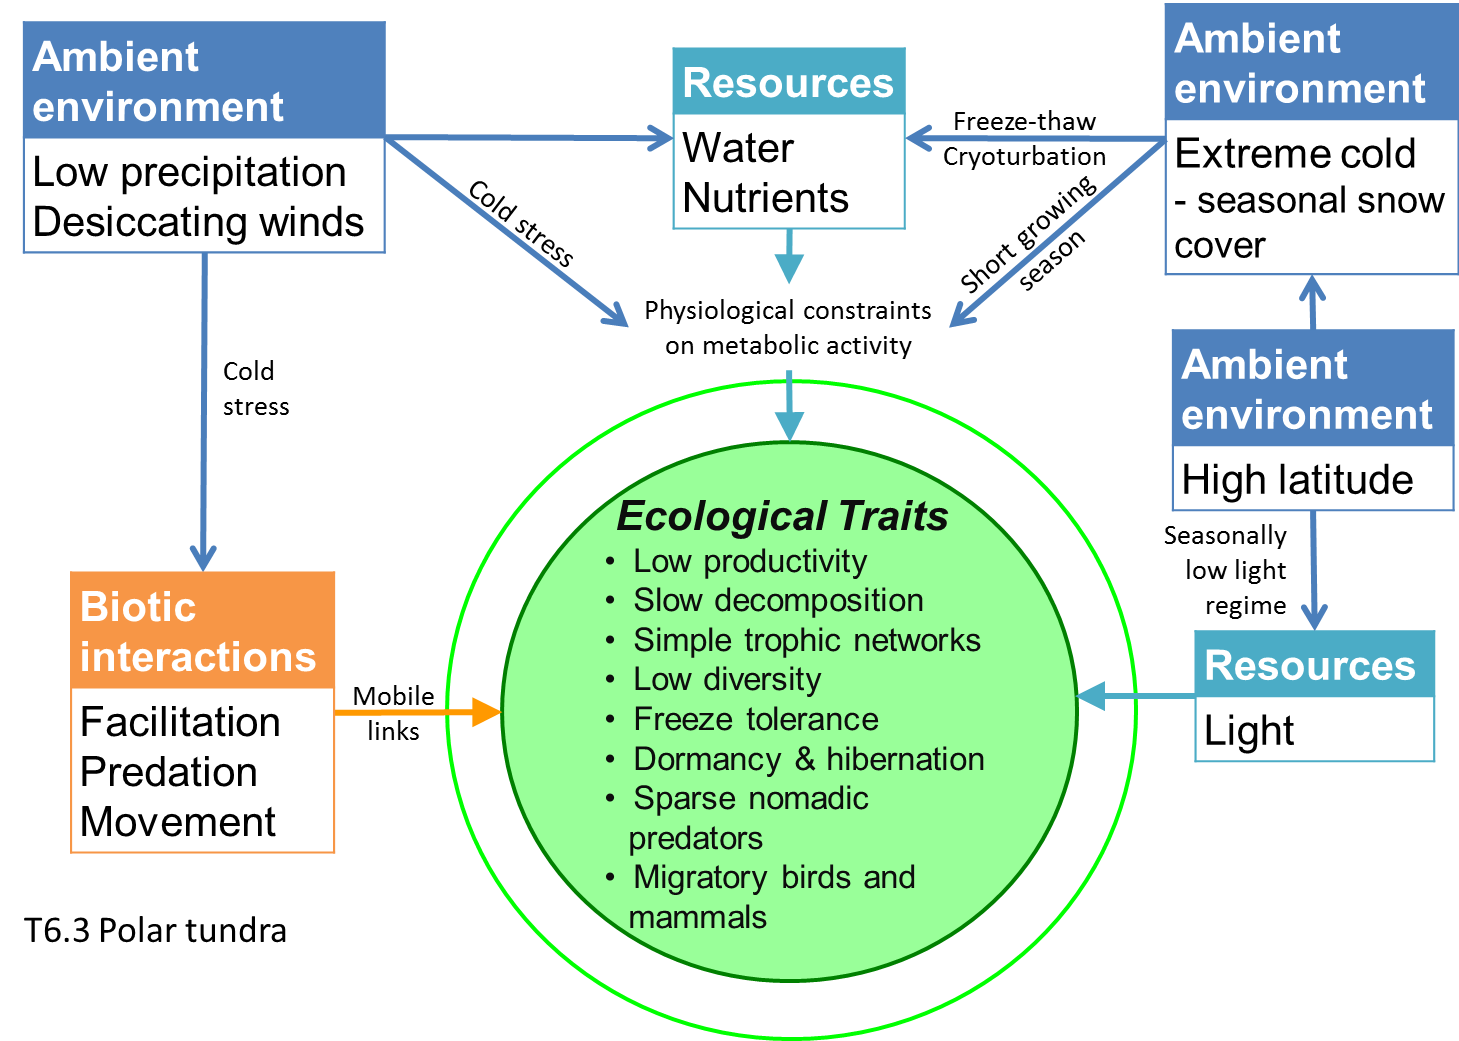 Ambient
environment
Low precipitation
Desiccating winds
Resources
Water
Nutrients
Ambient
environment
Extreme cold
- seasonal snow
cover
Freeze-thaw
Cryoturbation
Cold stress
Short growing
season
Physiological constraints
on metabolic activity
Cold
stress
Ambient
environment
High latitude
Seasonally
low light
regime
Resources
Light
Biotic
interactions
Facilitation
Predation
Movement
Mobile
links
Ecological Traits
• Low productivity
• Slow decomposition
• Simple trophic networks
• Low diversity
• Freeze tolerance
• Dormancy & hibernation
• Sparse nomadic
predators
• Migratory birds and
mammals
T6.3 Polar tundra